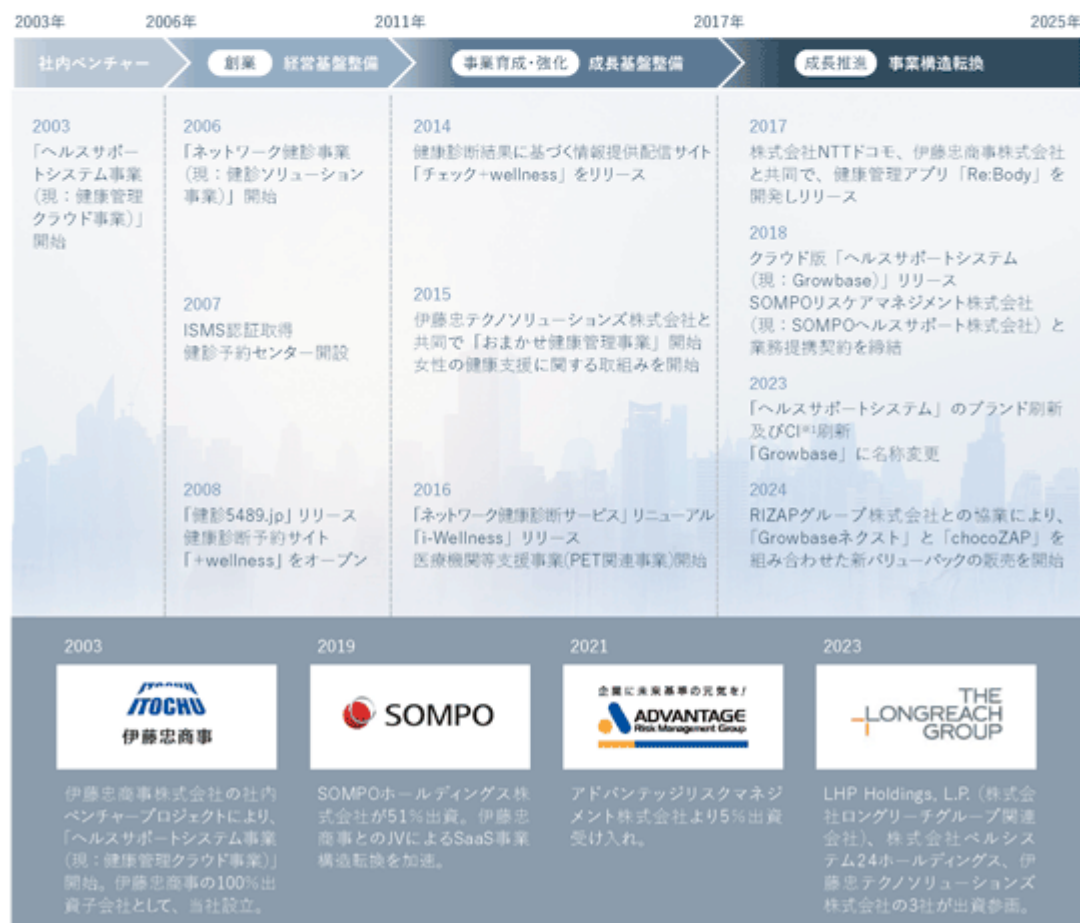 2003年
2006年
2011年
2017年
2025年
社内ベンチャー
創業 経営基盤整備
事業育成・強化 成長基盤整備
成長推進 事業構造転換
2003
「ヘルスサポー
トシステム事業
（現：健康管理
クラウド事業）」
開始
2006
「ネットワーク健診事業
（現：健診ソリューション
事業）」開始
2007
ISMS認証取得
健診予約センター開設
2008
「健診5489.jp」リリース
健康診断予約サイト
「+wellness」をオープン
2014
健康診断結果に基づく情報提供配信サイト
「チェック+wellness」をリリース
2015
伊藤忠テクノソリューションズ株式会社と
共同で「おまかせ健康管理事業」開始
女性の健康支援に関する取組みを開始
2016
「ネットワーク健康診断サービス」リニューアル
「i-Wellness」リリース
医療機関等支援事業(PET関連事業)開始
2017
株式会社NTTドコモ、伊藤忠商事株式会社
と共同で、健康管理アプリ「Re:Body」を
開発しリリース
2018
クラウド版「ヘルスサポートシステム
（現：Growbase）」リリース
SOMPOリスケアマネジメント株式会社
（現：SOMPOヘルスサポート株式会社）と
業務提携契約を締結
2023
「ヘルスサポートシステム」のブランド刷新
及びCI※1刷新
「Growbase」に名称変更
2024
RIZAPグループ株式会社との協業により、
「Growbaseネクスト」と「chocoZAP」を
組み合わせた新バリューパックの販売を開始
2003
ITOCHU
伊藤忠商事
伊藤忠商事株式会社の社内
ベンチャープロジェクトにより、
「ヘルスサポートシステム事業
（現：健康管理クラウド事業）」
開始。伊藤忠商事の100％出
資子会社として、当社設立。
2019
SOMPO
SOMPOホールディングス株
式会社が51％出資。伊藤忠
商事とのJVによるSaaS事業
構造転換を加速。
2021
企業に未来基準の元気を!
ADVANTAGE
Risk Management Group
アドバンテッジリスクマネジ
メント株式会社より5％出資
受け入れ。
2023
THE
LONGREACH
GROUP
LHP Holdings, L.P.（株式会
社ロングリーチグループ関連
会社）、株式会社ベルシス
テム24ホールディングス、伊
藤忠テクノソリューションズ
株式会社の3社が出資参画。